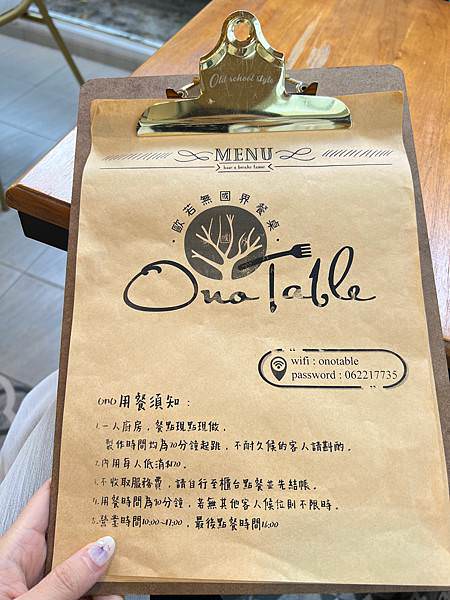 Old school style
MENU
歐若無國界餐桌
Ono Table
wifi : onotable
password : 062217735
ONO用餐須知：
1.一人廚房，餐點現點現做，
製作時間均為20分鐘起跳，不耐久候的客人請斟酌。
2.內用每人低消$120。
3.不收取服務費，請自行至櫃台點餐並先結帳。
4.用餐時間為90分鐘，若無其他客人候位則不限時。
5.營業時間10:00~17:00，最後點餐時間16:00